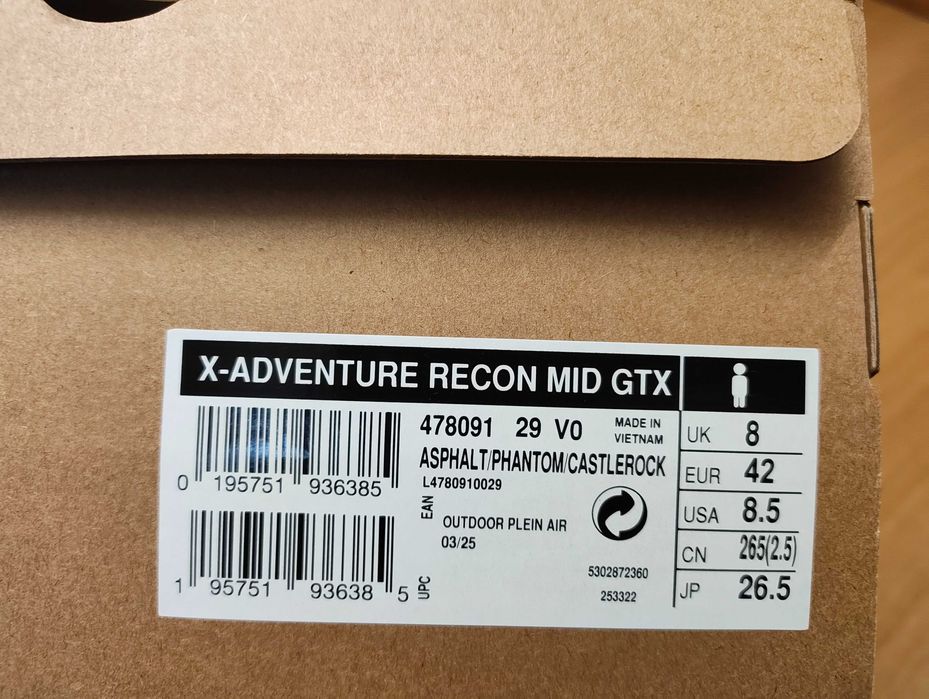 X-ADVENTURE RECON MID GTX
478091 29 V0
MADE IN
VIETNAM
ASPHALT/PHANTOM/CASTLEROCK
L4780910029
0 195751 936385
EAN
OUTDOOR PLEIN AIR
03/25
1 95751 93638 5
UPC
5302872360
253322
UK 8
EUR 42
USA 8.5
CN 265(2.5)
JP 26.5